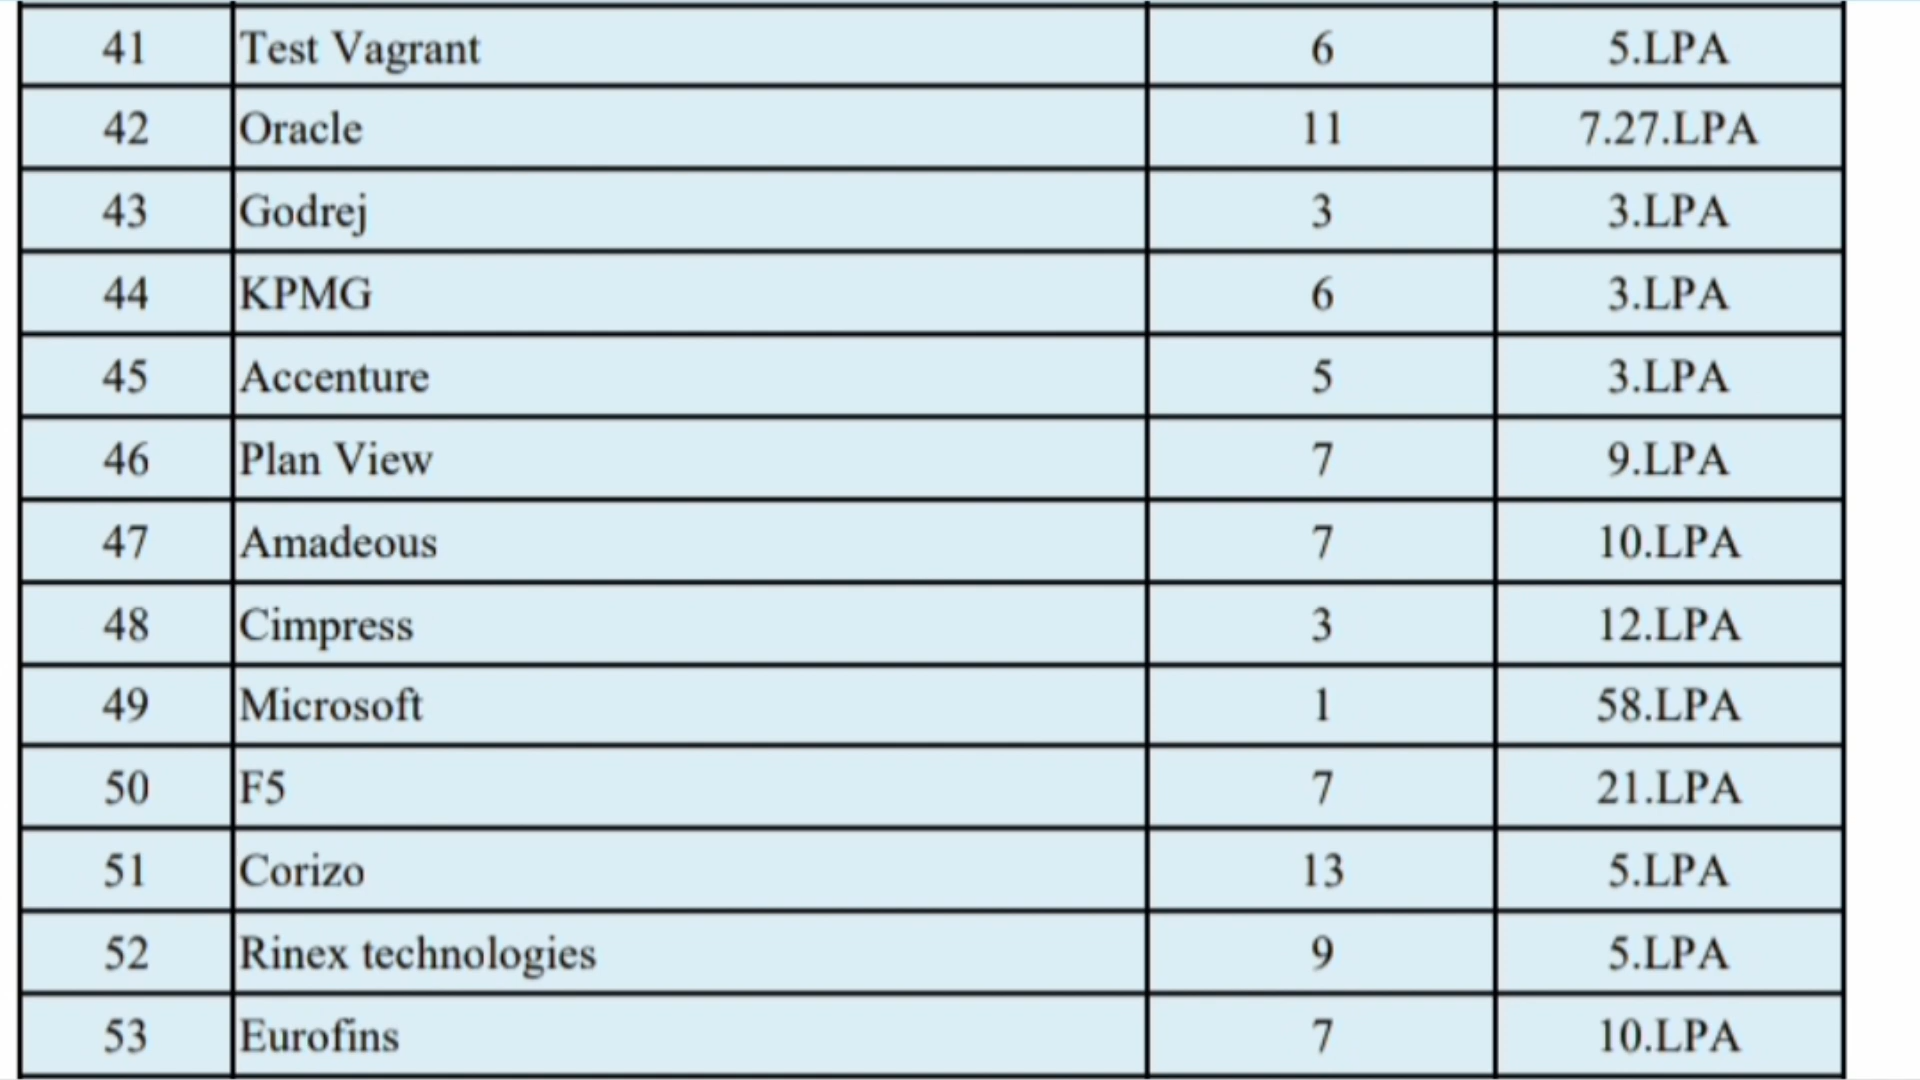 41 Test Vagrant 6 5.LPA
42 Oracle 11 7.27.LPA
43 Godrej 3 3.LPA
44 KPMG 6 3.LPA
45 Accenture 5 3.LPA
46 Plan View 7 9.LPA
47 Amadeous 7 10.LPA
48 Cimpress 3 12.LPA
49 Microsoft 1 58.LPA
50 F5 7 21.LPA
51 Corizo 13 5.LPA
52 Rinex technologies 9 5.LPA
53 Eurofins 7 10.LPA